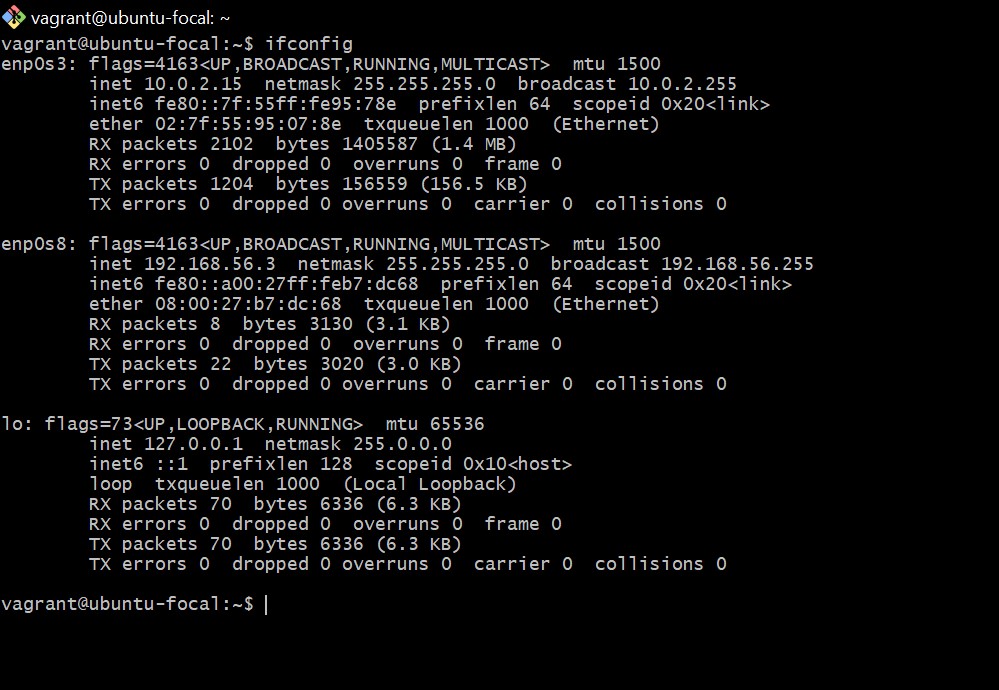 vagrant@ubuntu-focal: ~
vagrant@ubuntu-focal:~$ ifconfig
enp0s3: flags=4163<UP,BROADCAST,RUNNING,MULTICAST>  mtu 1500
        inet 10.0.2.15  netmask 255.255.255.0  broadcast 10.0.2.255
        inet6 fe80::7f:55ff:fe95:78e  prefixlen 64  scopeid 0x20<link>
        ether 02:7f:55:95:07:8e  txqueuelen 1000  (Ethernet)
        RX packets 2102  bytes 1405587 (1.4 MB)
        RX errors 0  dropped 0  overruns 0  frame 0
        TX packets 1204  bytes 156559 (156.5 KB)
        TX errors 0  dropped 0 overruns 0  carrier 0  collisions 0

enp0s8: flags=4163<UP,BROADCAST,RUNNING,MULTICAST>  mtu 1500
        inet 192.168.56.3  netmask 255.255.255.0  broadcast 192.168.56.255
        inet6 fe80::a00:27ff:feb7:dc68  prefixlen 64  scopeid 0x20<link>
        ether 08:00:27:b7:dc:68  txqueuelen 1000  (Ethernet)
        RX packets 8  bytes 3130 (3.1 KB)
        RX errors 0  dropped 0  overruns 0  frame 0
        TX packets 22  bytes 3020 (3.0 KB)
        TX errors 0  dropped 0 overruns 0  carrier 0  collisions 0

lo: flags=73<UP,LOOPBACK,RUNNING>  mtu 65536
        inet 127.0.0.1  netmask 255.0.0.0
        inet6 ::1  prefixlen 128  scopeid 0x10<host>
        loop  txqueuelen 1000  (Local Loopback)
        RX packets 70  bytes 6336 (6.3 KB)
        RX errors 0  dropped 0  overruns 0  frame 0
        TX packets 70  bytes 6336 (6.3 KB)
        TX errors 0  dropped 0 overruns 0  carrier 0  collisions 0

vagrant@ubuntu-focal:~$